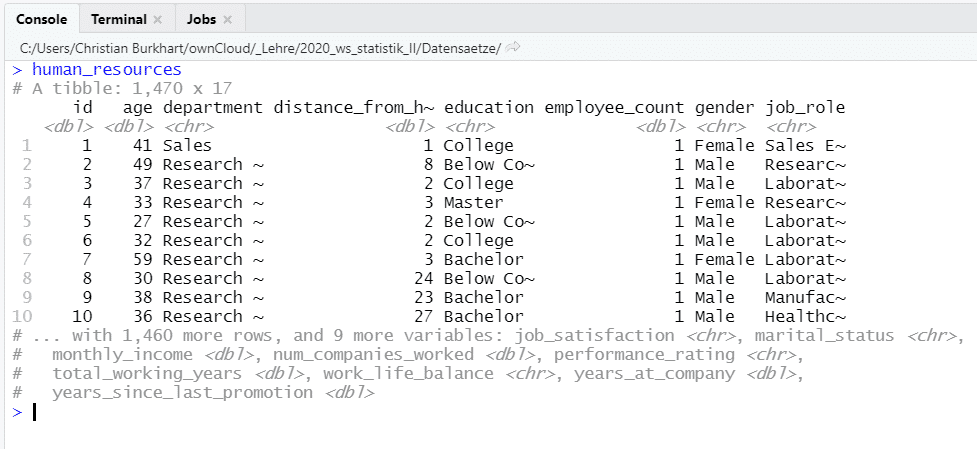 Console Terminal Jobs
C:/Users/Christian Burkhart/ownCloud/_Lehre/2020_ws_statistik_II/Datensaetze/
> human_resources
# A tibble: 1,470 x 17
id age department distance_from_h~ education employee_count gender job_role
<dbl> <dbl> <chr> <dbl> <chr> <dbl> <chr> <chr>
1 1 41 Sales 1 College 1 Female Sales E~
2 2 49 Research ~ 8 Below Co~ 1 Male Researc~
3 3 37 Research ~ 2 College 1 Male Laborat~
4 4 33 Research ~ 3 Master 1 Female Researc~
5 5 27 Research ~ 2 Below Co~ 1 Male Laborat~
6 6 32 Research ~ 2 College 1 Male Laborat~
7 7 59 Research ~ 3 Bachelor 1 Female Laborat~
8 8 30 Research ~ 24 Below Co~ 1 Male Laborat~
9 9 38 Research ~ 23 Bachelor 1 Male Manufac~
10 10 36 Research ~ 27 Bachelor 1 Male Healthc~
# ... with 1,460 more rows, and 9 more variables: job_satisfaction <chr>, marital_status <chr>,
# monthly_income <dbl>, num_companies_worked <dbl>, performance_rating <chr>,
# total_working_years <dbl>, work_life_balance <chr>, years_at_company <dbl>,
# years_since_last_promotion <dbl>
>